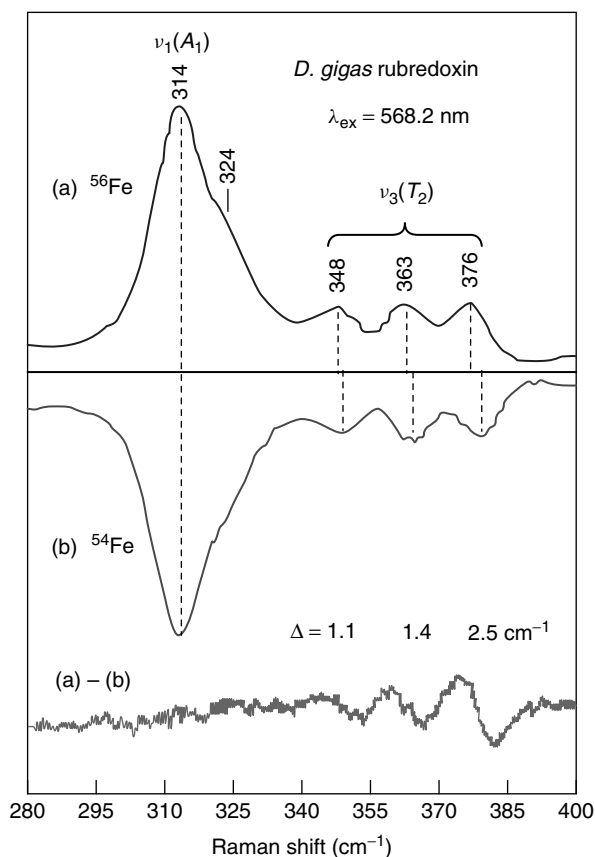 ν₁(A₁)
314
324
D. gigas rubredoxin
λex = 568.2 nm
(a) ⁵⁶Fe
ν₃(T₂)
348
363
376
(b) ⁵⁴Fe
Δ = 1.1 1.4 2.5 cm⁻¹
(a) – (b)
280 295 310 325 340 355 370 385 400
Raman shift (cm⁻¹)